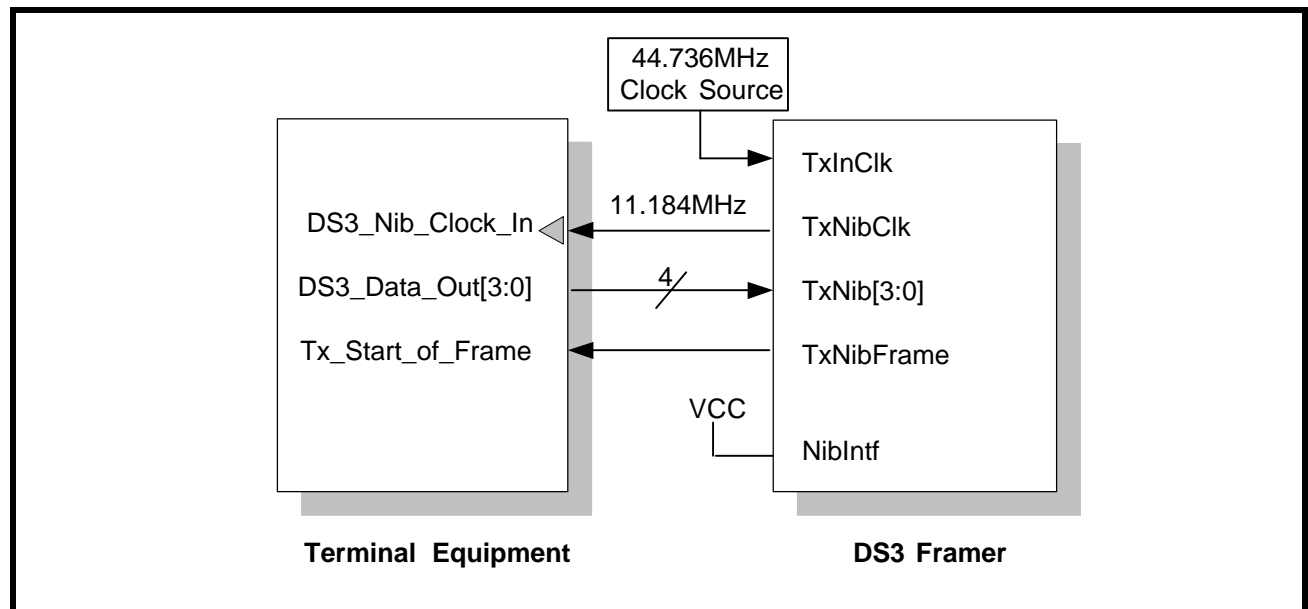 44.736MHz
Clock Source
TxInClk
11.184MHz
DS3_Nib_Clock_In
TxNibClk
DS3_Data_Out[3:0]
4
TxNib[3:0]
Tx_Start_of_Frame
TxNibFrame
VCC
NibIntf
Terminal Equipment
DS3 Framer